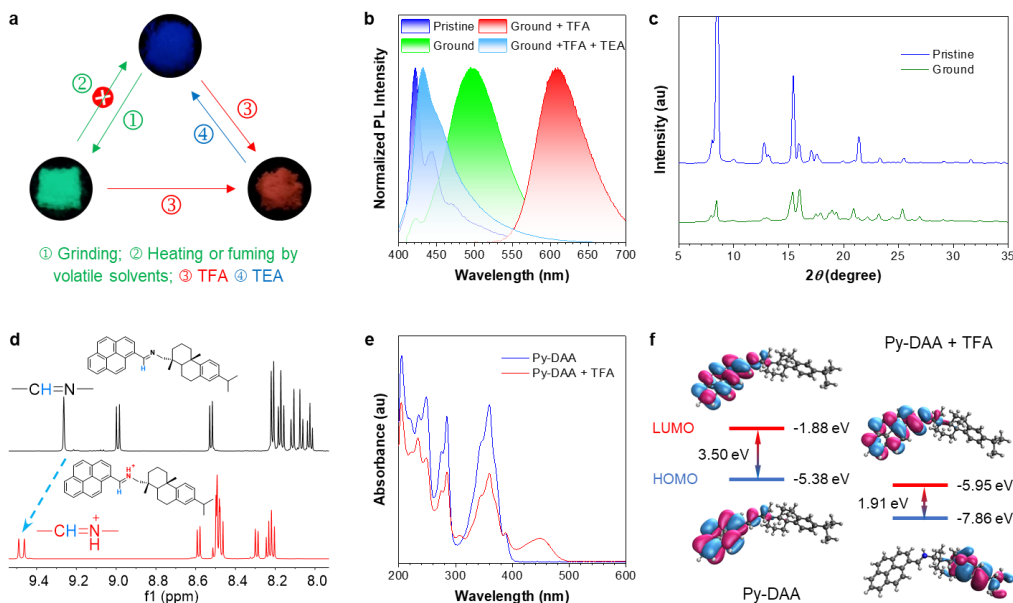 a
②
①
③
④
③
① Grinding; ② Heating or fuming by
volatile solvents; ③ TFA ④ TEA
b
Pristine
Ground + TFA
Ground
Ground +TFA + TEA
Normalized PL Intensity
400 450 500 550 600 650 700
Wavelength (nm)
c
Pristine
Ground
Intensity (au)
5 10 15 20 25 30 35
2θ (degree)
d
N
H
CH=N
H+
N
H
CH=N
+
H
9.4 9.2 9.0 8.8 8.6 8.4 8.2 8.0
f1 (ppm)
e
Py-DAA
Py-DAA + TFA
Absorbance (au)
200 300 400 500 600
Wavelength (nm)
f
Py-DAA + TFA
LUMO
-1.88 eV
3.50 eV
HOMO
-5.38 eV
-5.95 eV
1.91 eV
-7.86 eV
Py-DAA